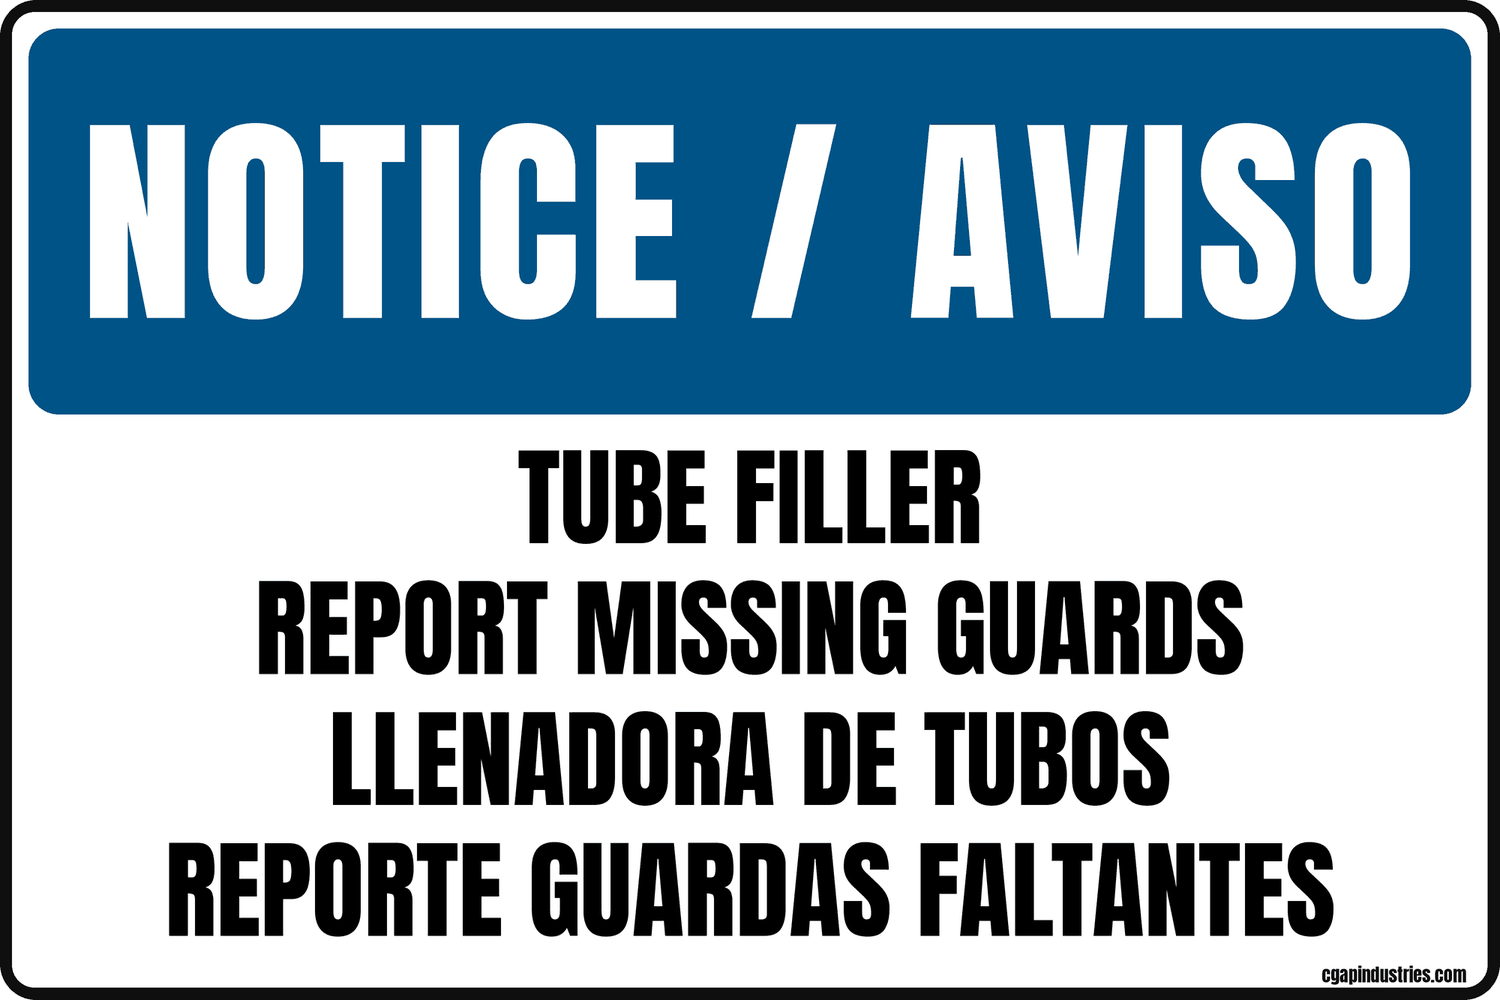 NOTICE / AVISO
TUBE FILLER
REPORT MISSING GUARDS
LLENADORA DE TUBOS
REPORTE GUARDAS FALTANTES
cgapindustries.com